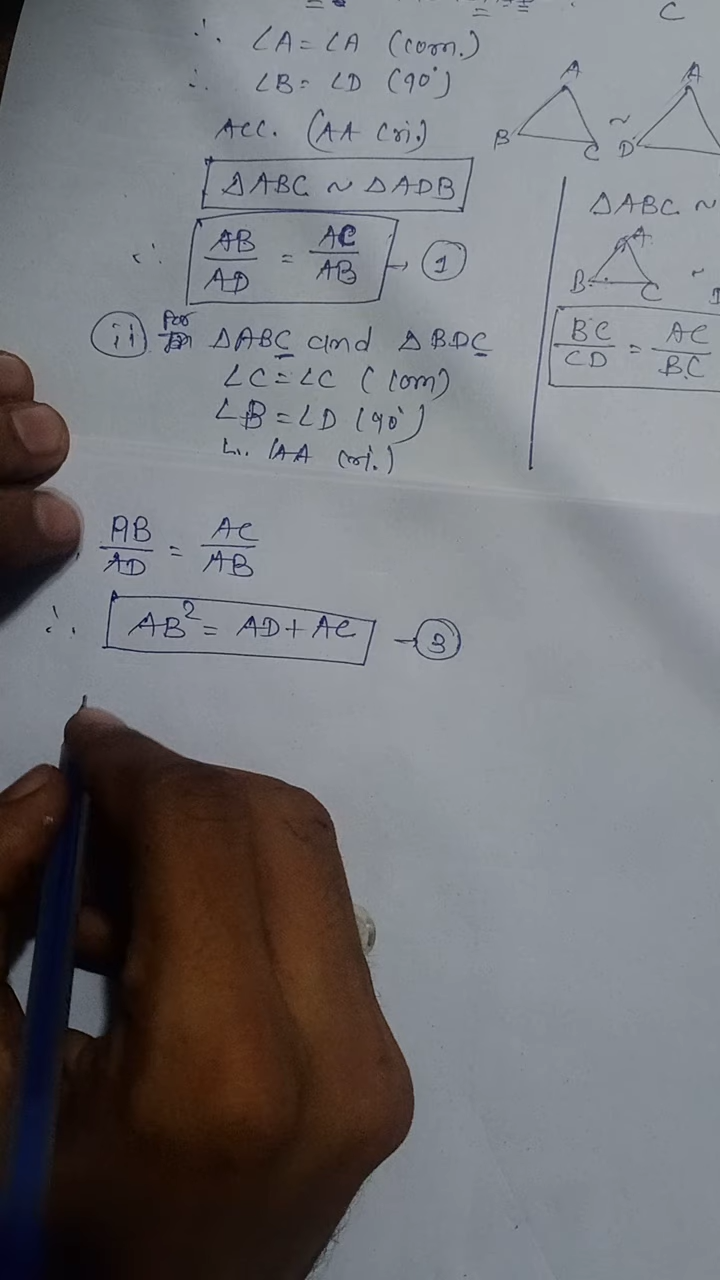 C
∴ ∠A = ∠A (com.)
∴ ∠B = ∠D (90°)
Acc. (AA Cri.)
ΔABC ~ ΔADB
∴ AB/AD = AC/AB → 1
A
B C
~
A
D
ΔABC ~
A
B C
~
BC/CD = AC/BC
ii) For ΔABC and ΔBDC
∠C = ∠C (com)
∠B = ∠D (90°)
AA cri.)
AB/AD = AC/AB
∴ AB² = AD + AC → 3